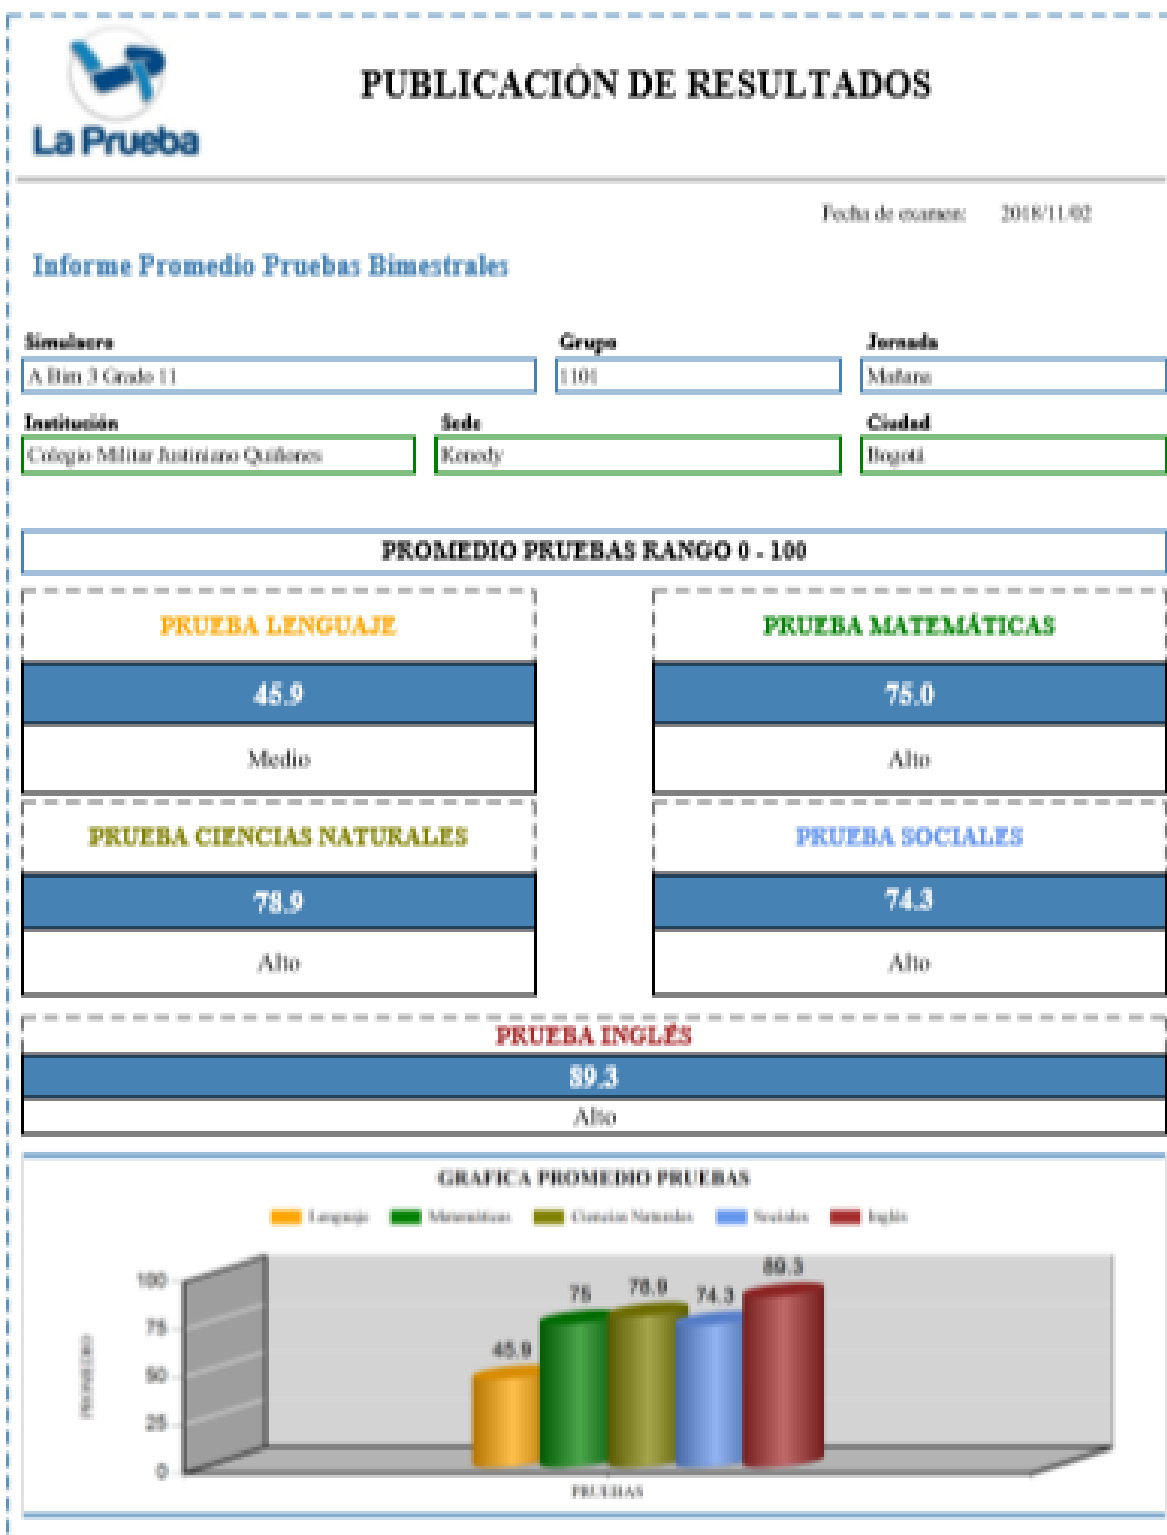 La Prueba
PUBLICACIÓN DE RESULTADOS
Fecha de examen: 2018/11/02
Informe Promedio Pruebas Bimestrales
Simulacro Grupo Jornada
A Bim 3 Grado 11 1101 Mañana
Institución Sede Ciudad
Colegio Militar Justiniano Quiñones Kenedy Bogotá
PROMEDIO PRUEBAS RANGO 0 - 100
PRUEBA LENGUAJE PRUEBA MATEMÁTICAS
45.9 75.0
Medio Alto
PRUEBA CIENCIAS NATURALES PRUEBA SOCIALES
78.9 74.3
Alto Alto
PRUEBA INGLÉS
89.3
Alto
GRAFICA PROMEDIO PRUEBAS
Lenguaje Matemáticas Ciencias Naturales Sociales Inglés
89.3
100
75 78.9 74.3
75
45.9
50
25
0
PROMEDIO
PRUEBAS